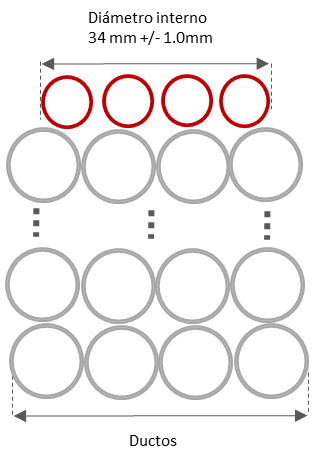 Diámetro interno
34 mm +/- 1.0mm
Ductos